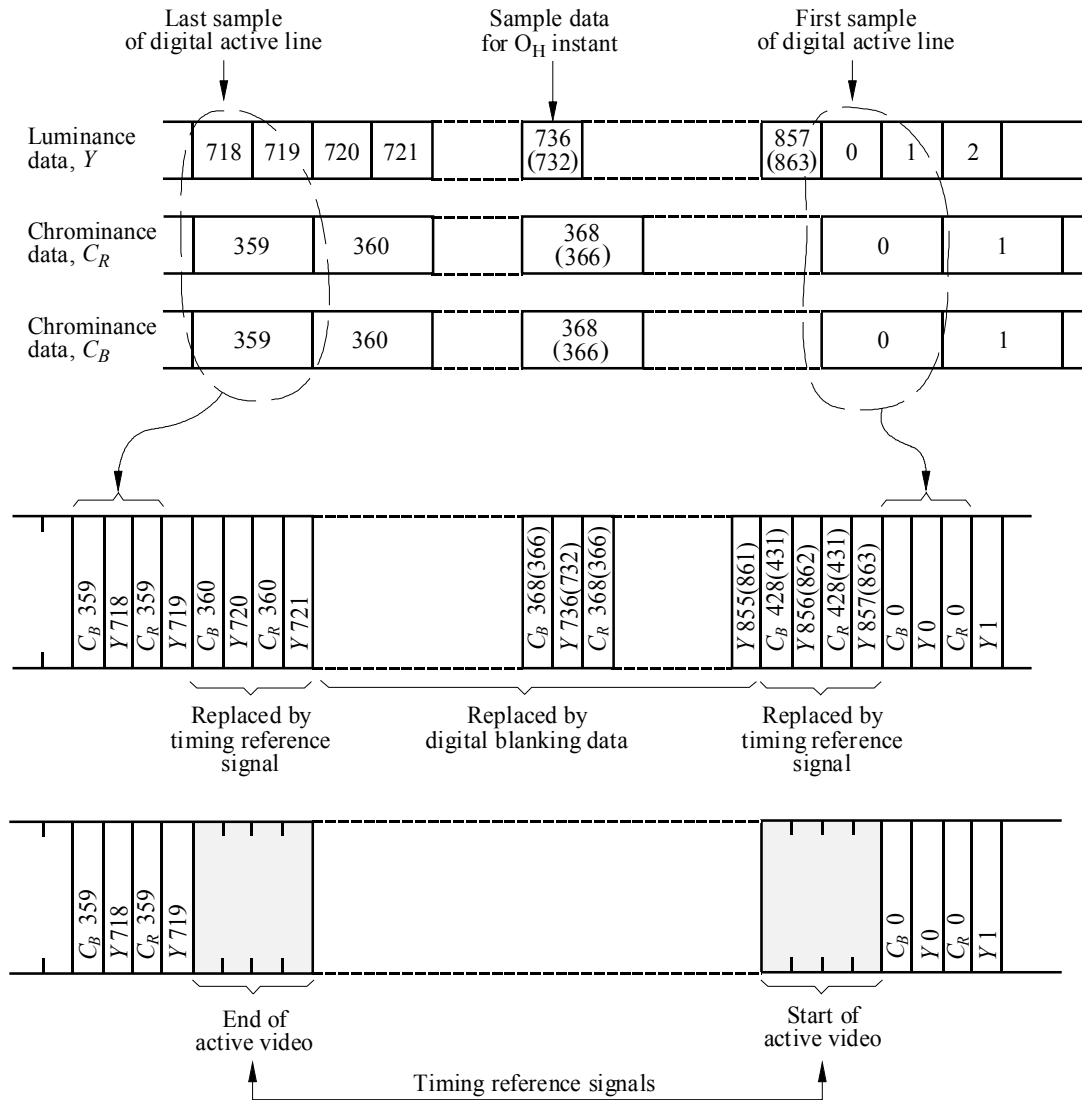 Last sample
of digital active line
Sample data
for O_H instant
First sample
of digital active line
Luminance
data, Y
718 719 720 721
736
(732)
857
(863)
0 1 2
Chrominance
data, C_R
359 360
368
(366)
0 1
Chrominance
data, C_B
359 360
368
(366)
0 1
C_B 359
Y 718
C_R 359
Y 719
C_B 360
Y 720
C_R 360
Y 721
C_B 368(366)
Y 736(732)
C_R 368(366)
Y 855(861)
C_B 428(431)
Y 856(862)
C_R 428(431)
Y 857(863)
C_B 0
Y 0
C_R 0
Y 1
Replaced by
timing reference
signal
Replaced by
digital blanking data
Replaced by
timing reference
signal
C_B 359
Y 718
C_R 359
Y 719
C_B 0
Y 0
C_R 0
Y 1
End of
active video
Start of
active video
Timing reference signals